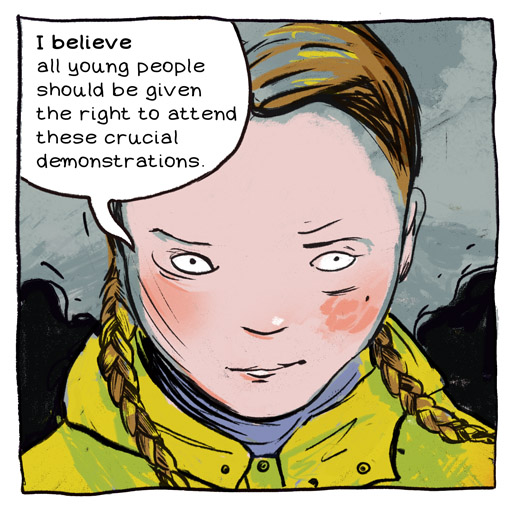 I believe
all young people
should be given
the right to attend
these crucial
demonstrations.